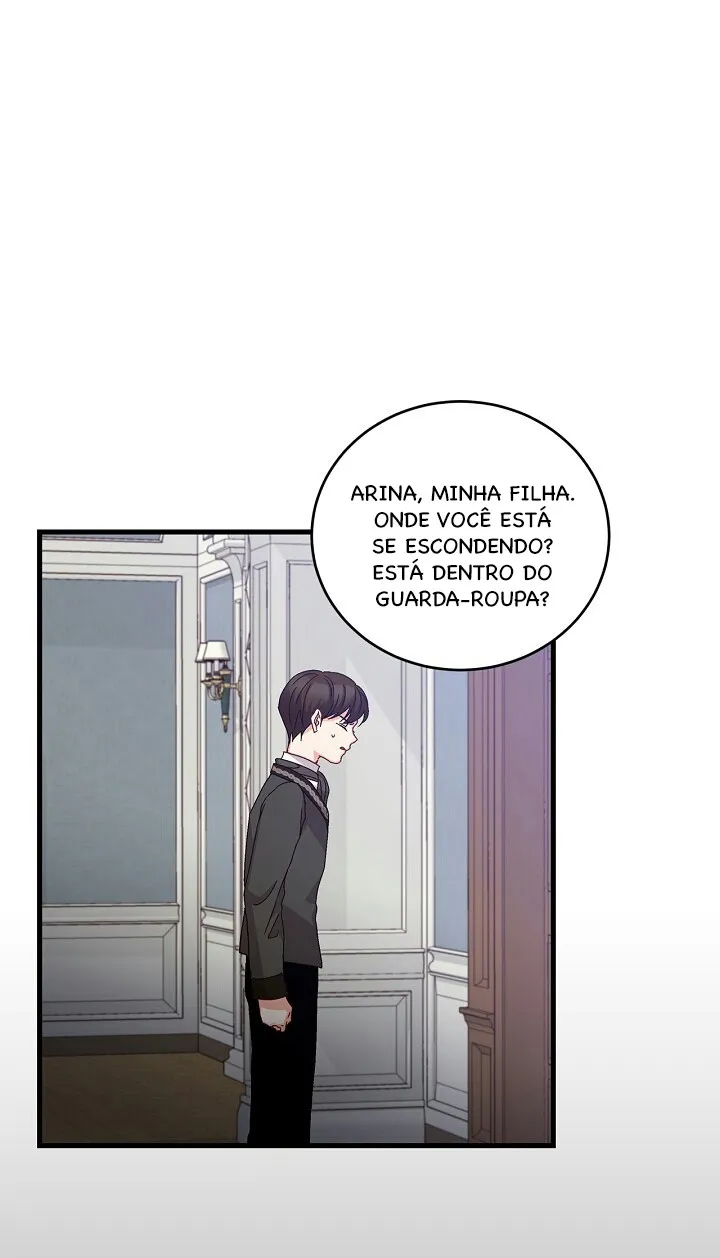 ARINA, MINHA FILHA.
ONDE VOCÊ ESTÁ
SE ESCONDENDO?
ESTÁ DENTRO DO
GUARDA-ROUPA?